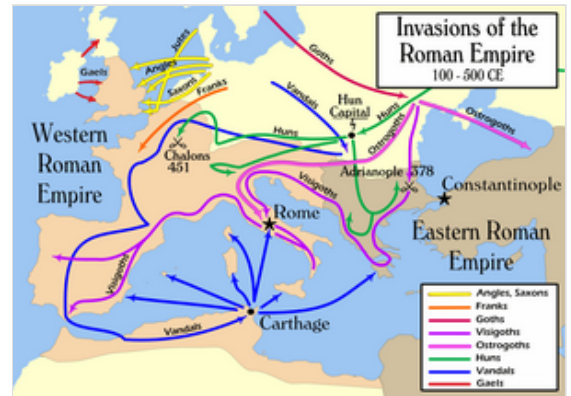 Invasions of the
Roman Empire
100 - 500 CE
Jutes
Angles
Saxons
Gaels
Franks
Goths
Vandals
Hun
Capital
Huns
Huns
Ostrogoths
Ostrogoths
Western
Roman
Empire
Chalons
451
Adrianople 378
Constantinople
Visigoths
Rome
Eastern Roman
Empire
Visigoths
Vandals
Carthage
Angles, Saxons
Franks
Goths
Visigoths
Ostrogoths
Huns
Vandals
Gaels